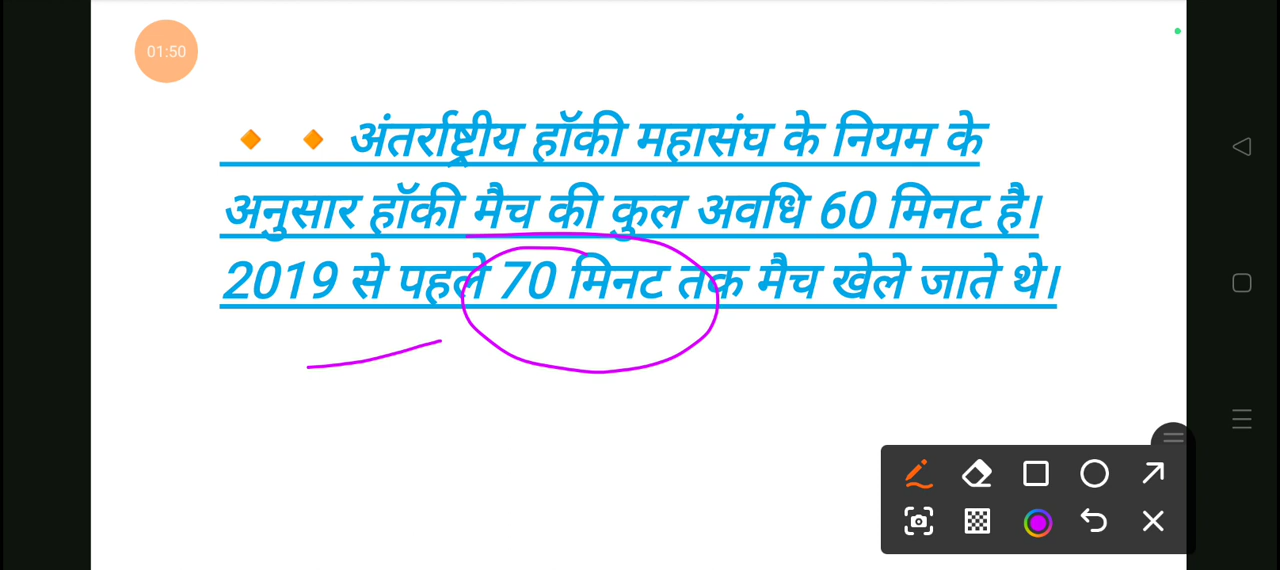 01:50
🔸 🔸 अंतर्राष्ट्रीय हॉकी महासंघ के नियम के
अनुसार हॉकी मैच की कुल अवधि 60 मिनट है।
2019 से पहले 70 मिनट तक मैच खेले जाते थे।